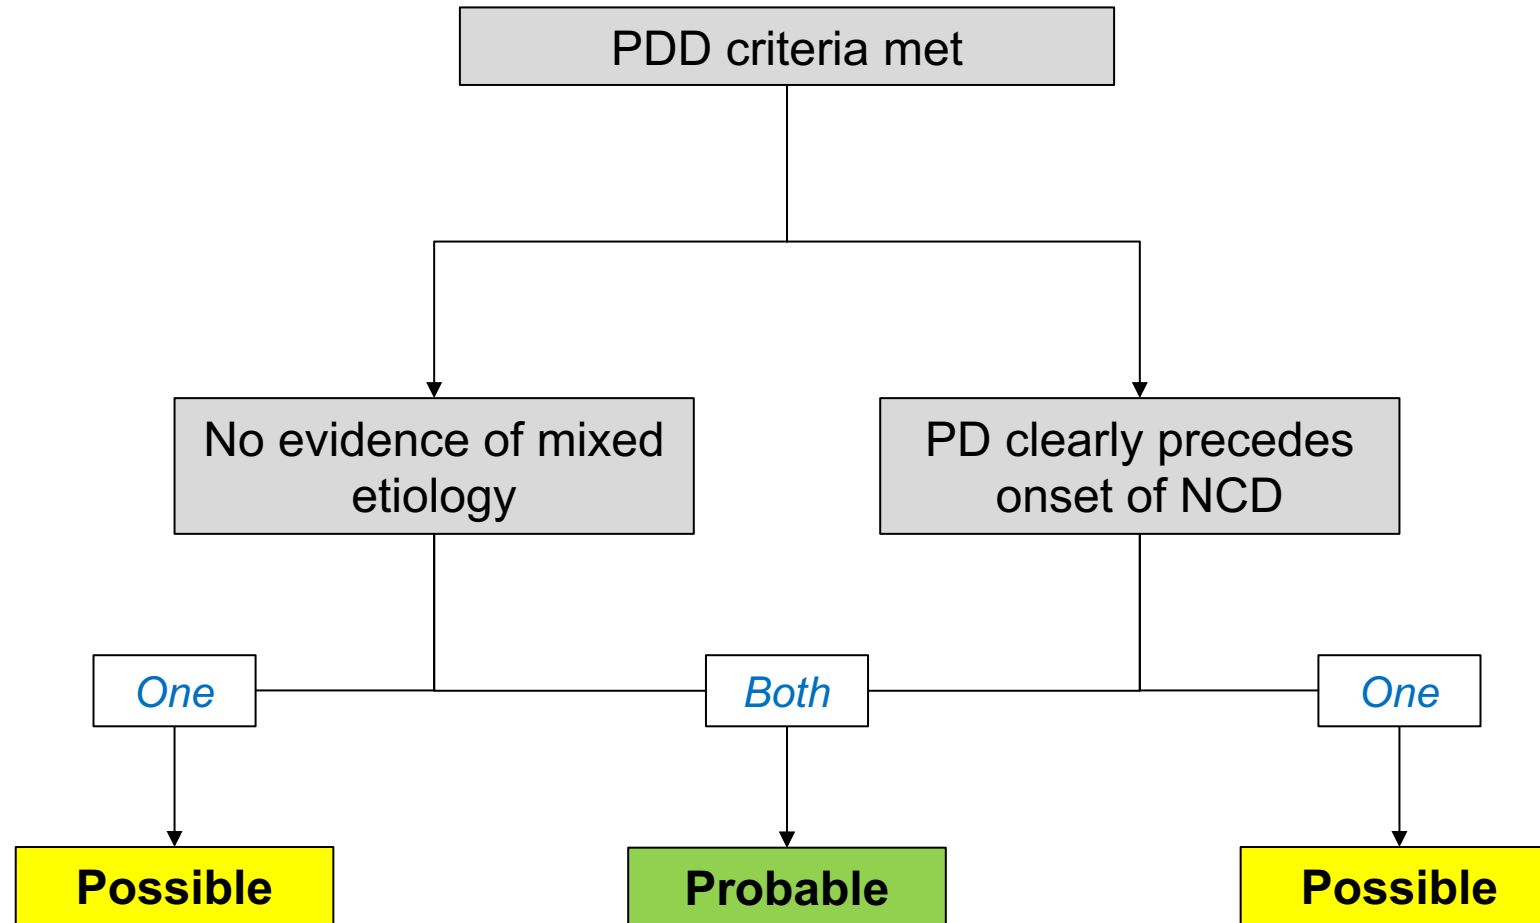 PDD criteria met
No evidence of mixed
etiology
PD clearly precedes
onset of NCD
One
Both
One
Possible
Probable
Possible